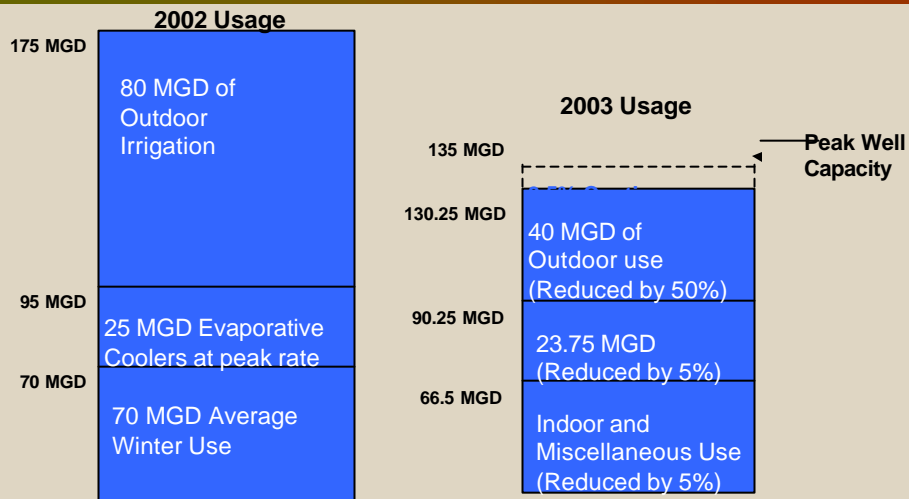 2002 Usage
175 MGD
80 MGD of
Outdoor
Irrigation
95 MGD
25 MGD Evaporative
Coolers at peak rate
70 MGD
70 MGD Average
Winter Use
2003 Usage
135 MGD
Peak Well
Capacity
130.25 MGD
40 MGD of
Outdoor use
(Reduced by 50%)
90.25 MGD
23.75 MGD
(Reduced by 5%)
66.5 MGD
Indoor and
Miscellaneous Use
(Reduced by 5%)